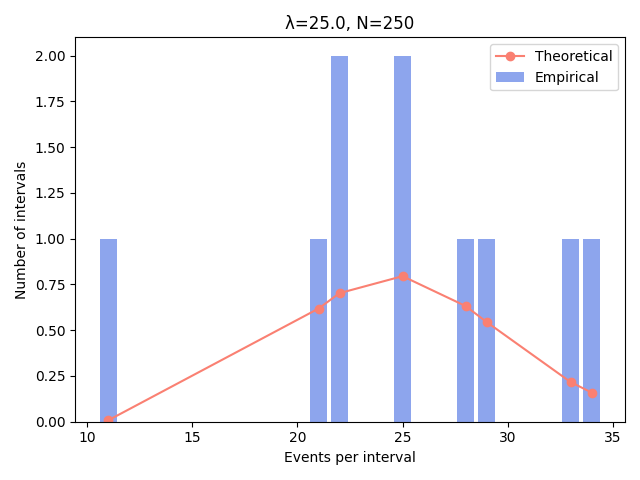 λ=25.0, N=250
Theoretical
Empirical
Number of intervals
2.00
1.75
1.50
1.25
1.00
0.75
0.50
0.25
0.00
10 15 20 25 30 35
Events per interval